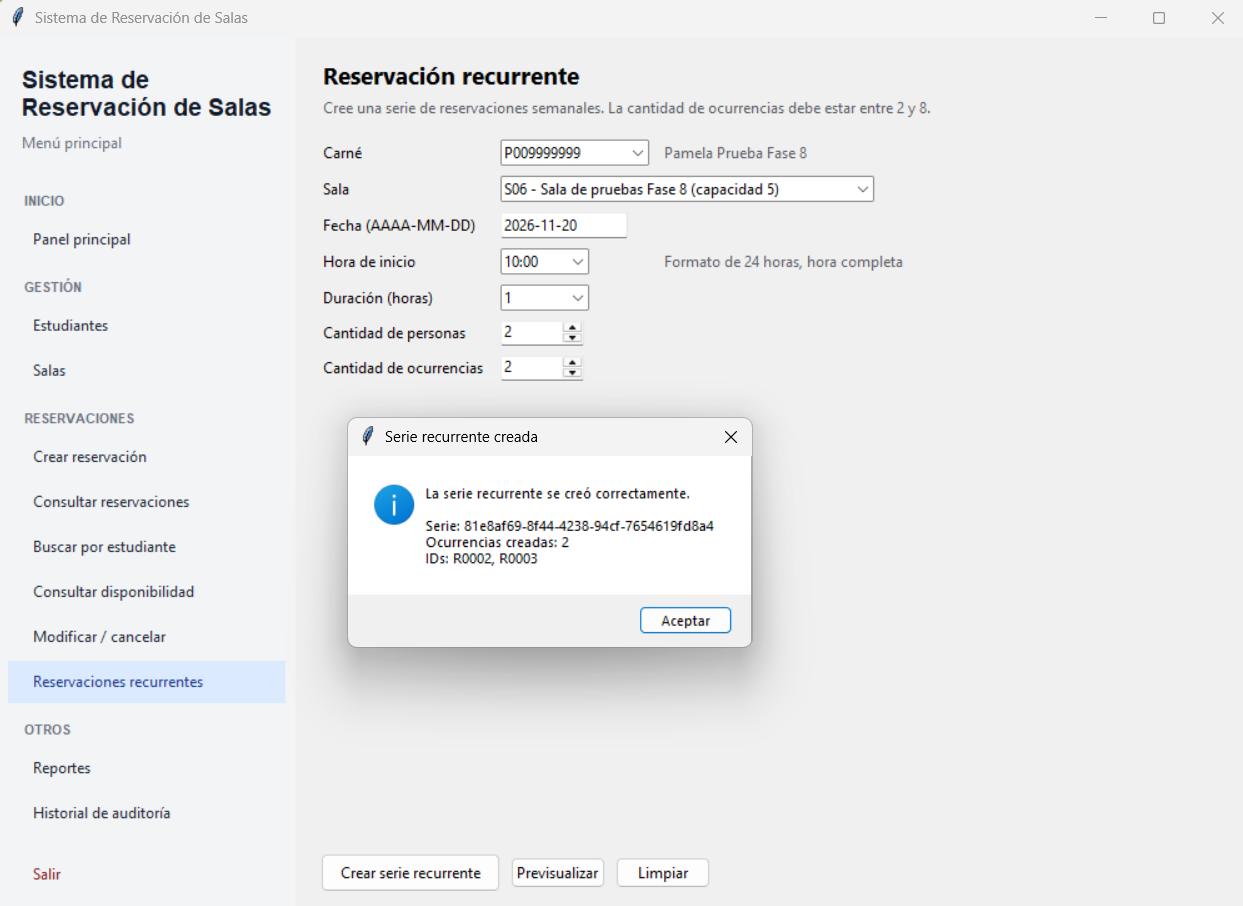 Sistema de Reservación de Salas
Sistema de
Reservación de Salas
Menú principal
INICIO
Panel principal
GESTIÓN
Estudiantes
Salas
RESERVACIONES
Crear reservación
Consultar reservaciones
Buscar por estudiante
Consultar disponibilidad
Modificar / cancelar
Reservaciones recurrentes
OTROS
Reportes
Historial de auditoría
Salir
Reservación recurrente
Cree una serie de reservaciones semanales. La cantidad de ocurrencias debe estar entre 2 y 8.
Carné P009999999 Pamela Prueba Fase 8
Sala S06 - Sala de pruebas Fase 8 (capacidad 5)
Fecha (AAAA-MM-DD) 2026-11-20
Hora de inicio 10:00 Formato de 24 horas, hora completa
Duración (horas) 1
Cantidad de personas 2
Cantidad de ocurrencias 2
Serie recurrente creada
La serie recurrente se creó correctamente.
Serie: 81e8af69-8f44-4238-94cf-7654619fd8a4
Ocurrencias creadas: 2
IDs: R0002, R0003
Aceptar
Crear serie recurrente Previsualizar Limpiar